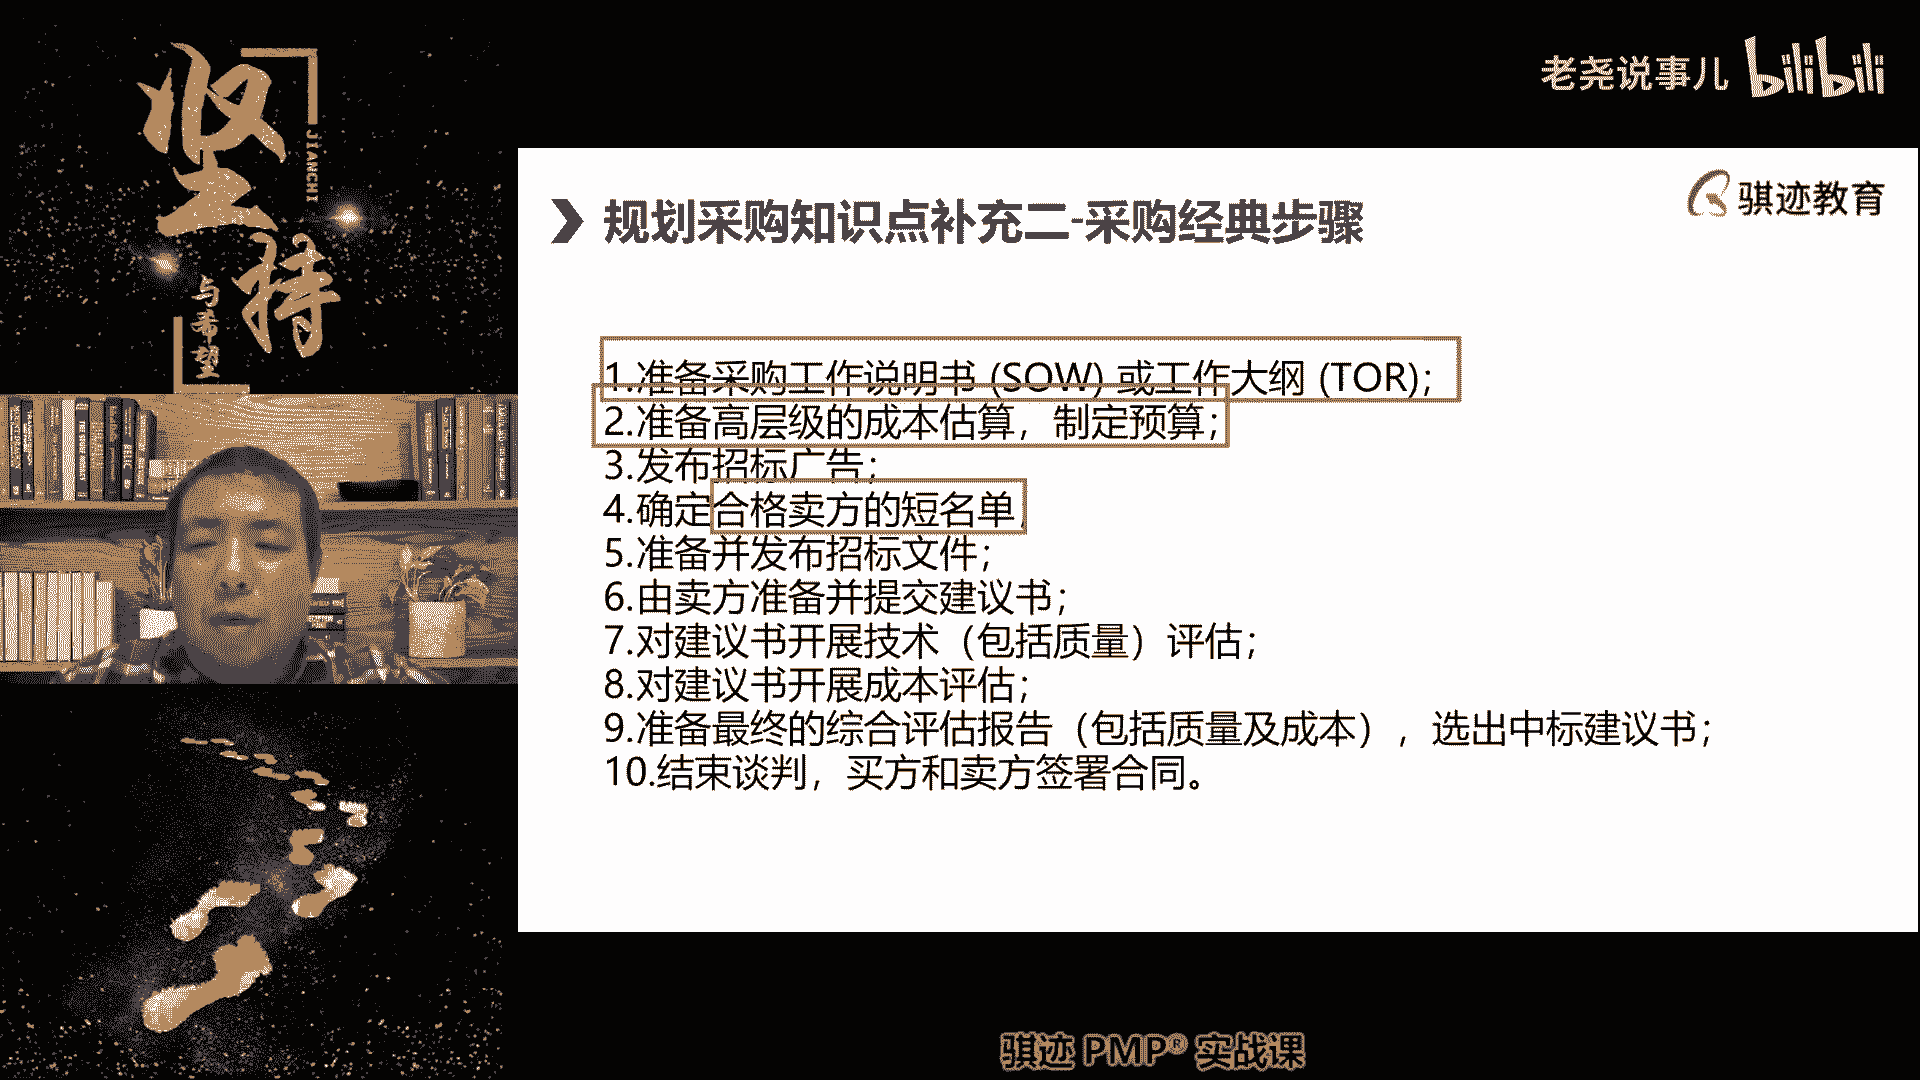 坚持
JIANCHI
与希望
老尧说事儿 bilibili
骐迹教育
规划采购知识点补充二-采购经典步骤
1.准备采购工作说明书 (SOW) 或工作大纲 (TOR);
2.准备高层级的成本估算，制定预算;
3.发布招标广告;
4.确定合格卖方的短名单
5.准备并发布招标文件;
6.由卖方准备并提交建议书;
7.对建议书开展技术（包括质量）评估;
8.对建议书开展成本评估;
9.准备最终的综合评估报告（包括质量及成本），选出中标建议书;
10.结束谈判，买方和卖方签署合同。
骐迹 PMP® 实战课